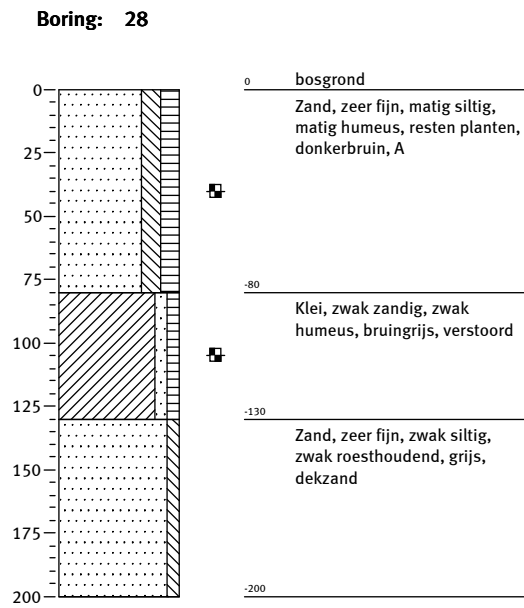 Boring: 28
0
25
50
75
100
125
150
175
200
0
bosgrond
Zand, zeer fijn, matig siltig,
matig humeus, resten planten,
donkerbruin, A
-80
Klei, zwak zandig, zwak
humeus, bruingrijs, verstoord
-130
Zand, zeer fijn, zwak siltig,
zwak roesthoudend, grijs,
dekzand
-200